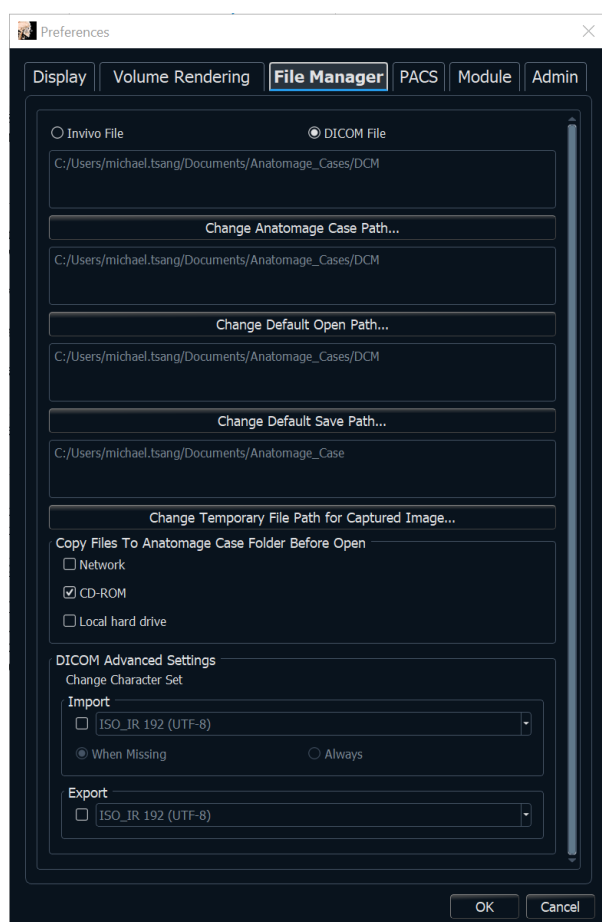 Preferences
Display Volume Rendering File Manager PACS Module Admin
Invivo File DICOM File
C:/Users/michael.tsang/Documents/Anatomage_Cases/DCM
Change Anatomage Case Path...
C:/Users/michael.tsang/Documents/Anatomage_Cases/DCM
Change Default Open Path...
C:/Users/michael.tsang/Documents/Anatomage_Cases/DCM
Change Default Save Path...
C:/Users/michael.tsang/Documents/Anatomage_Case
Change Temporary File Path for Captured Image...
Copy Files To Anatomage Case Folder Before Open
Network
CD-ROM
Local hard drive
DICOM Advanced Settings
Change Character Set
Import
ISO_IR 192 (UTF-8)
When Missing Always
Export
ISO_IR 192 (UTF-8)
OK Cancel